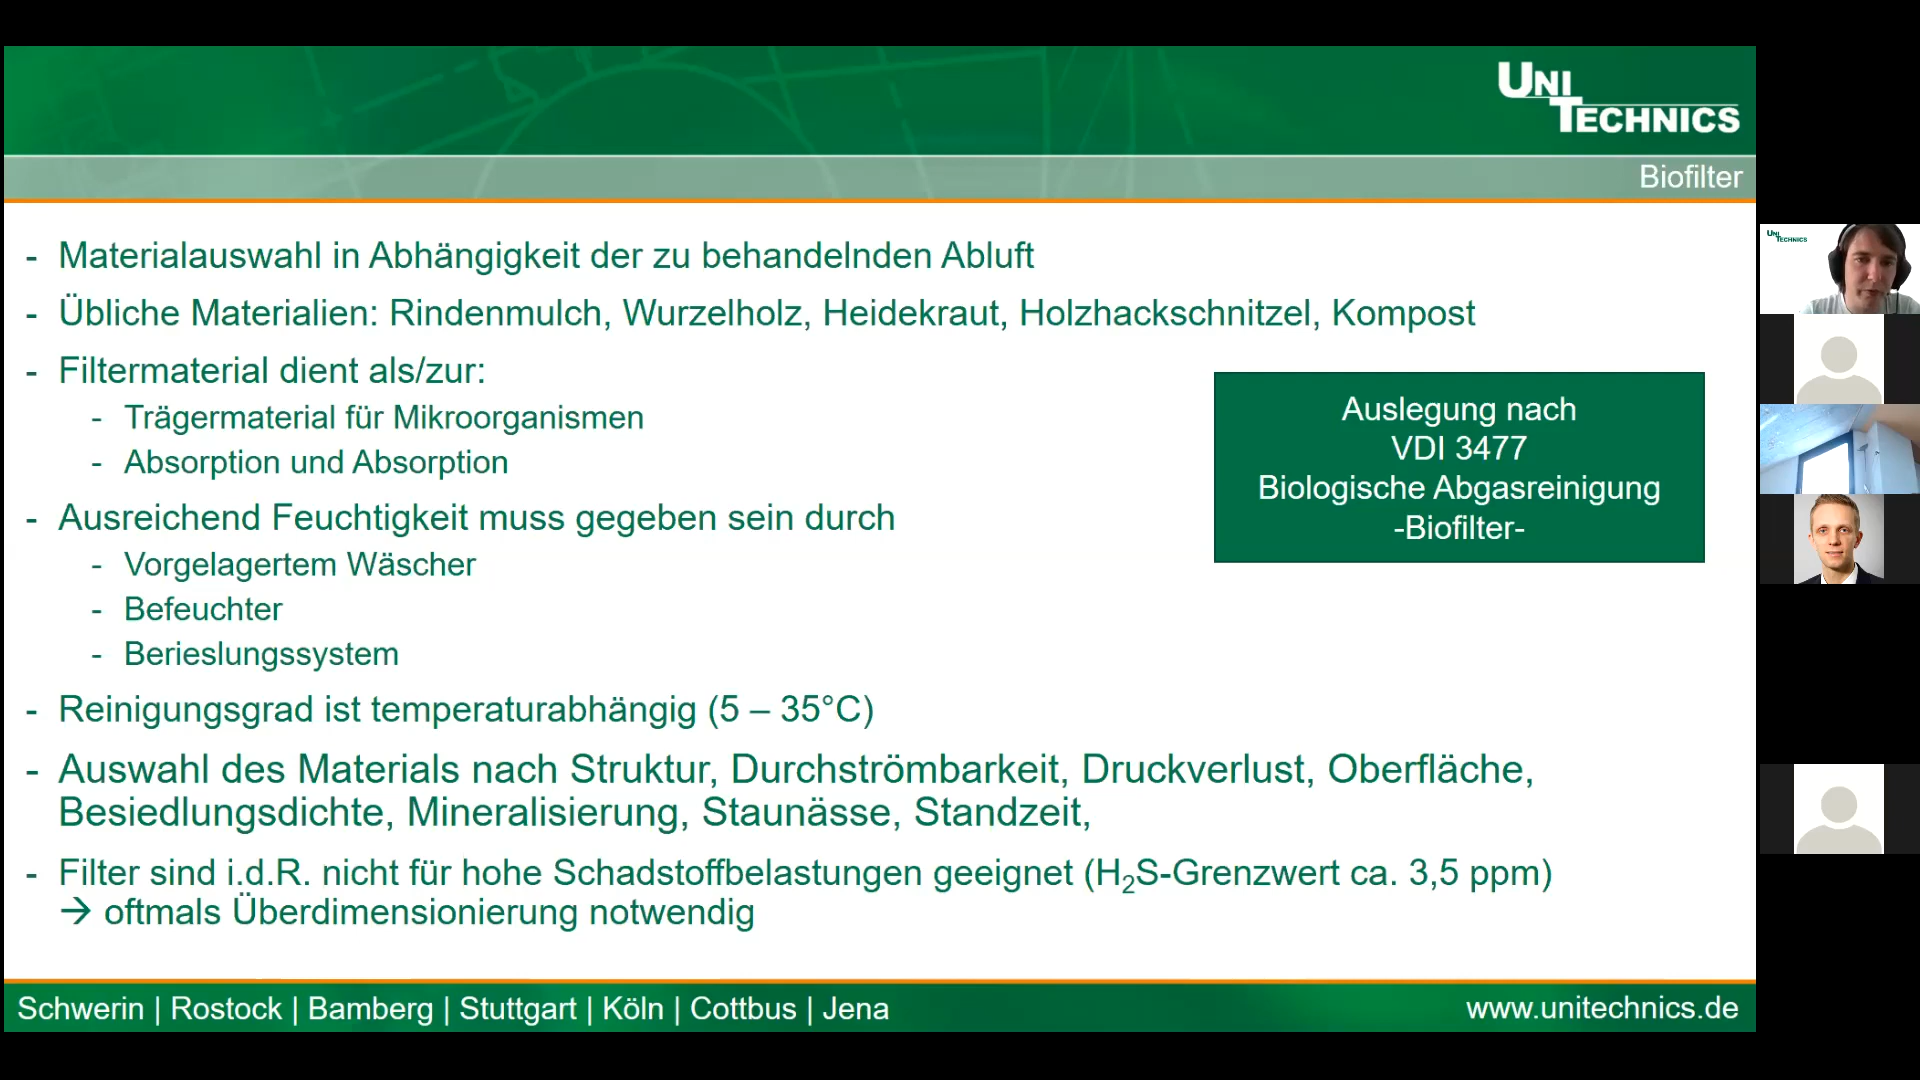 UNI
TECHNICS
Biofilter
- Materialauswahl in Abhängigkeit der zu behandelnden Abluft
- Übliche Materialien: Rindenmulch, Wurzelholz, Heidekraut, Holzhackschnitzel, Kompost
- Filtermaterial dient als/zur:
- Trägermaterial für Mikroorganismen
- Absorption und Absorption
- Ausreichend Feuchtigkeit muss gegeben sein durch
- Vorgelagertem Wäscher
- Befeuchter
- Berieslungssystem
- Reinigungsgrad ist temperaturabhängig (5 – 35°C)
- Auswahl des Materials nach Struktur, Durchströmbarkeit, Druckverlust, Oberfläche,
Besiedlungsdichte, Mineralisierung, Staunässe, Standzeit,
- Filter sind i.d.R. nicht für hohe Schadstoffbelastungen geeignet (H₂S-Grenzwert ca. 3,5 ppm)
→ oftmals Überdimensionierung notwendig
Auslegung nach
VDI 3477
Biologische Abgasreinigung
-Biofilter-
Schwerin | Rostock | Bamberg | Stuttgart | Köln | Cottbus | Jena
www.unitechnics.de
UNI
TECHNICS